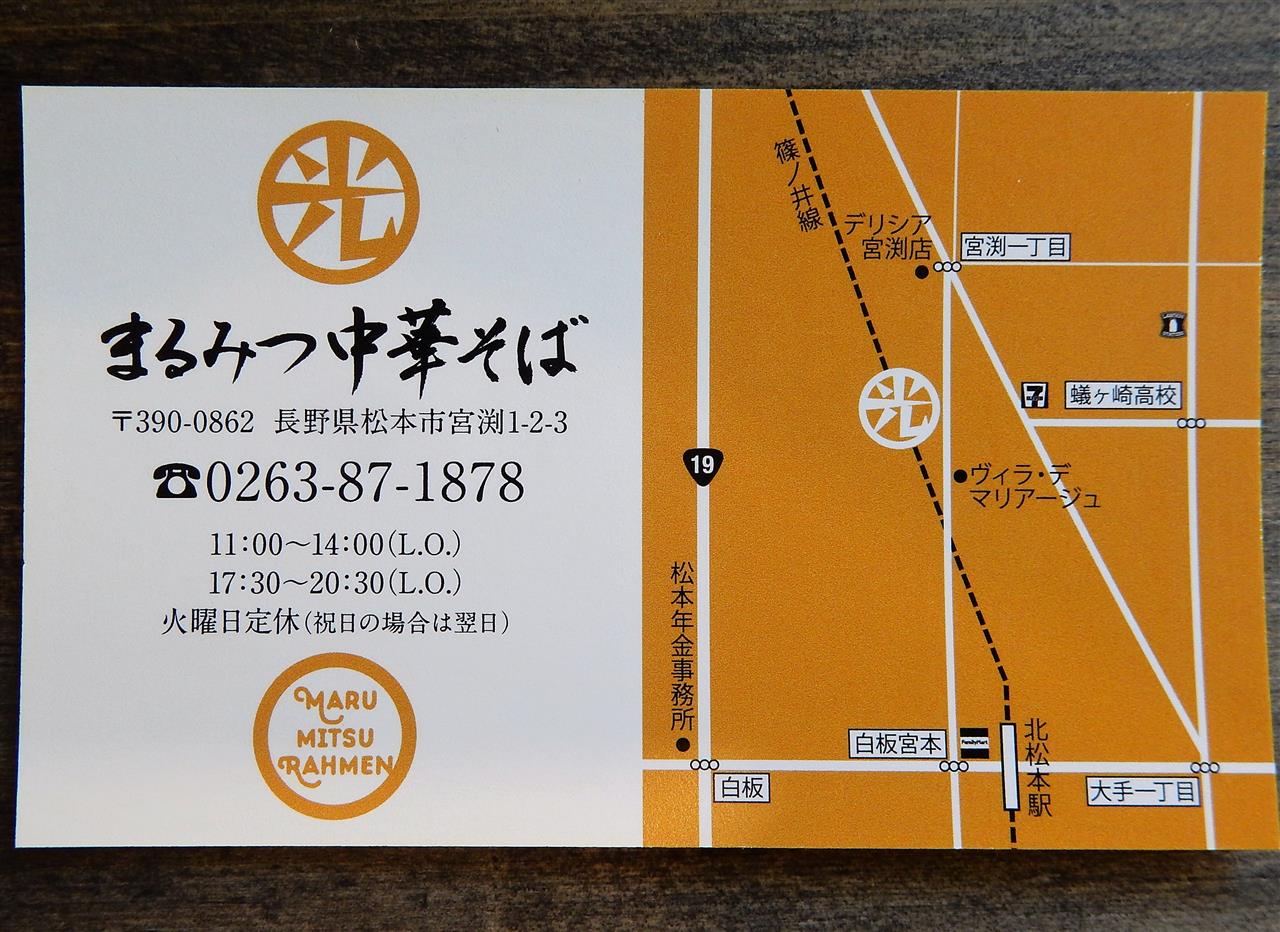 光
まるみつ中華そば
〒390-0862 長野県松本市宮渕1-2-3
☎0263-87-1878
11:00〜14:00(L.O.)
17:30〜20:30(L.O.)
火曜日定休(祝日の場合は翌日)
MARU
MITSU
RAHMEN
篠ノ井線
デリシア
宮渕店
宮渕一丁目
光
7
蟻ヶ崎高校
19
ヴィラ・デ
マリアージュ
松本年金事務所
白板宮本
FamilyMart
北松本駅
白板
大手一丁目